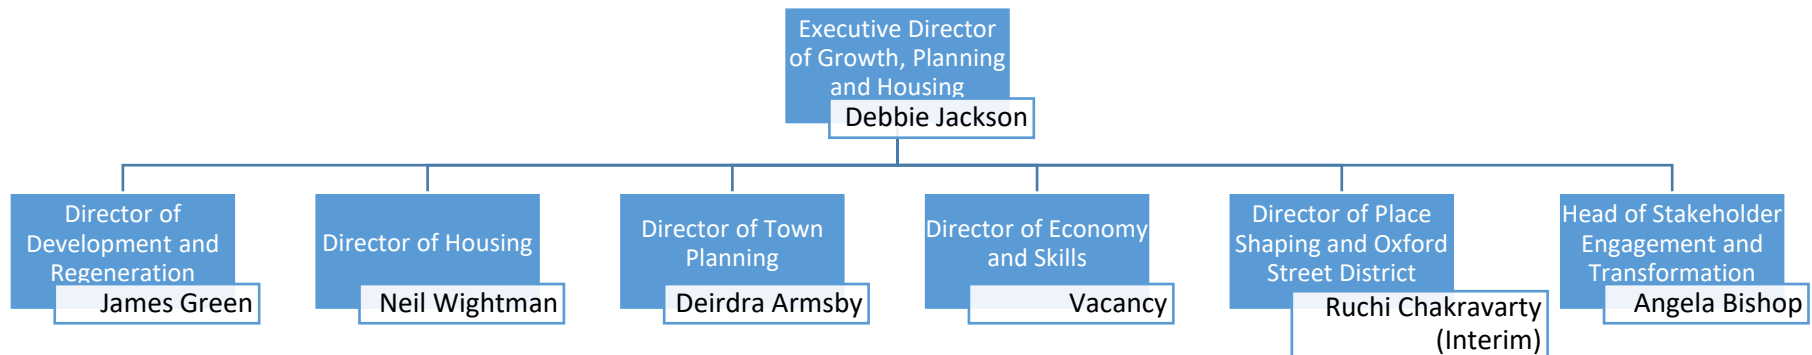 Executive Director
of Growth, Planning
and Housing
Debbie Jackson
Director of
Development and
Regeneration
James Green
Director of Housing
Neil Wightman
Director of Town
Planning
Deirdra Armsby
Director of Economy
and Skills
Vacancy
Director of Place
Shaping and Oxford
Street District
Ruchi Chakravarty
(Interim)
Head of Stakeholder
Engagement and
Transformation
Angela Bishop